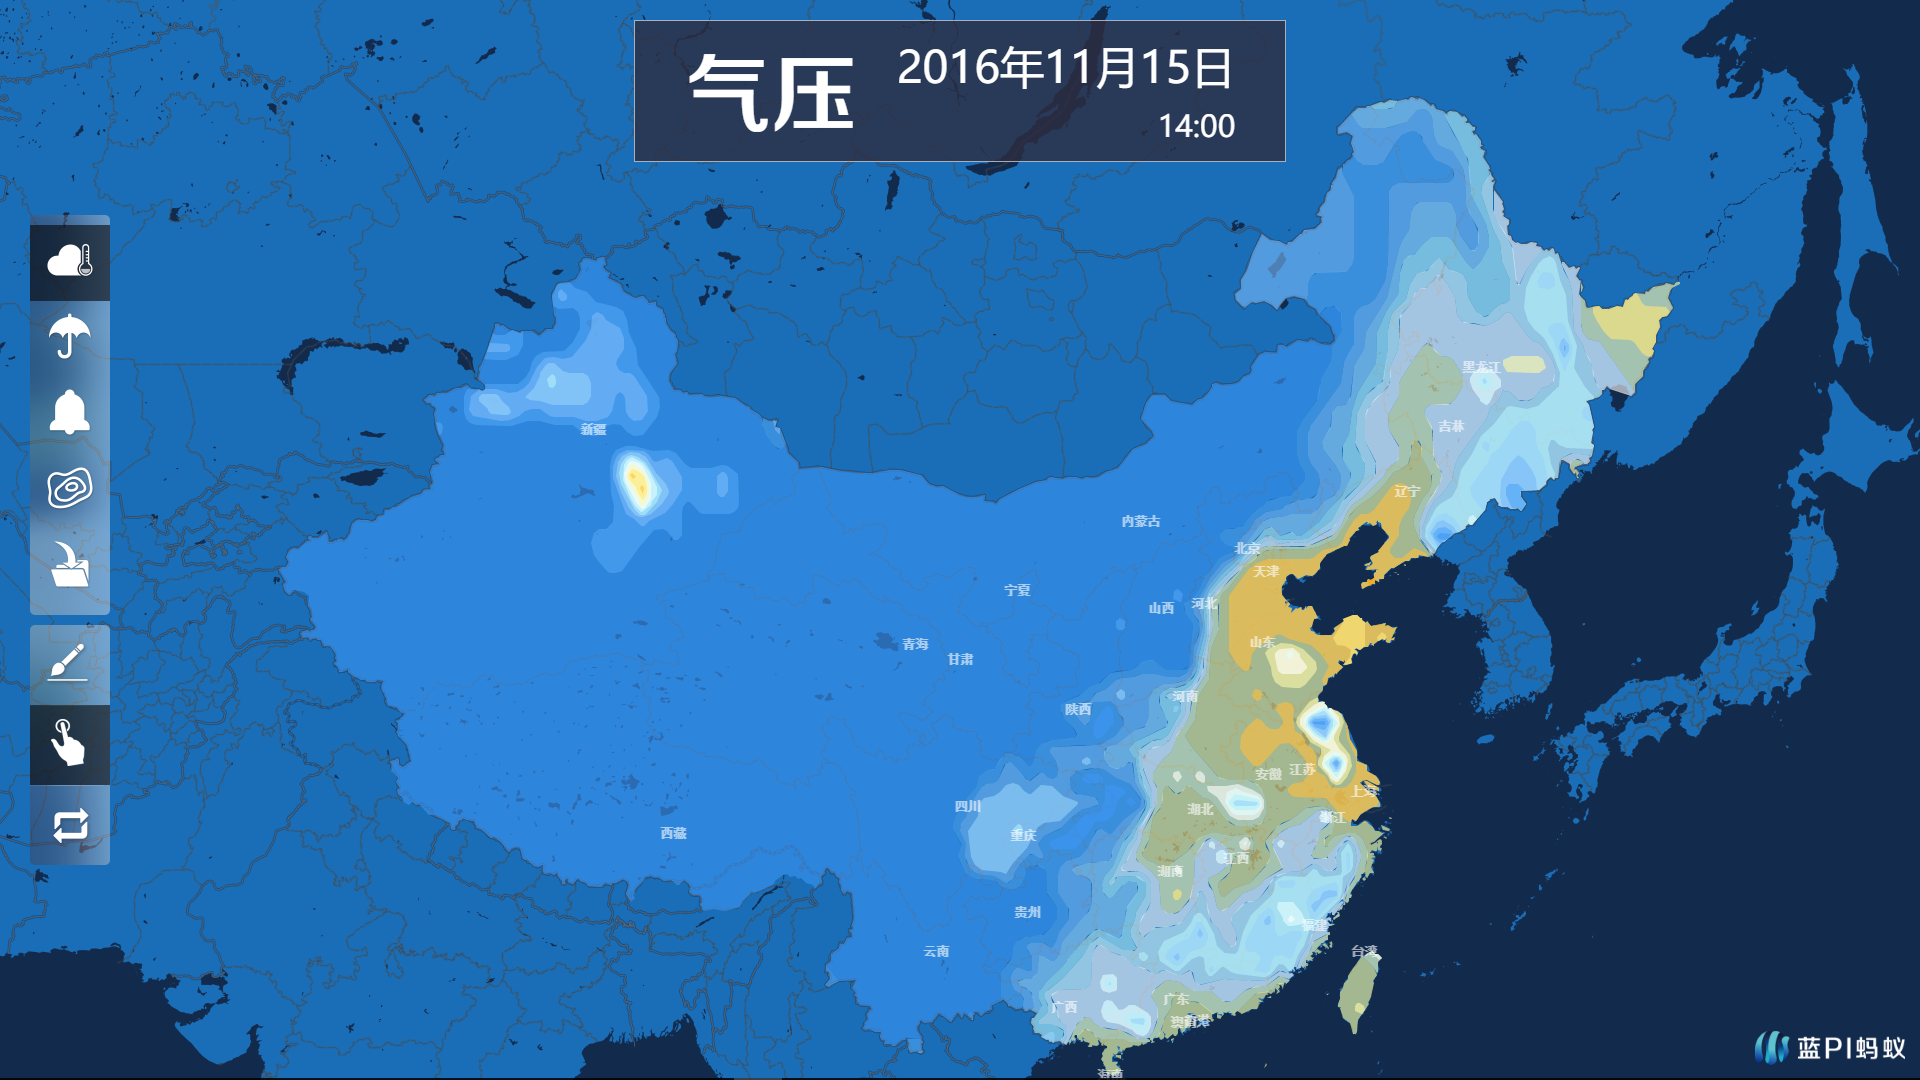 气压
2016年11月15日
14:00
黑龙江
吉林
新疆
辽宁
内蒙古
北京
天津
宁夏
河北
山西
山东
青海
甘肃
河南
陕西
江苏
安徽
上海
四川
湖北
浙江
西藏
重庆
江西
湖南
贵州
福建
云南
台湾
广东
广西
澳门
香港
海南
蓝PI蚂蚁